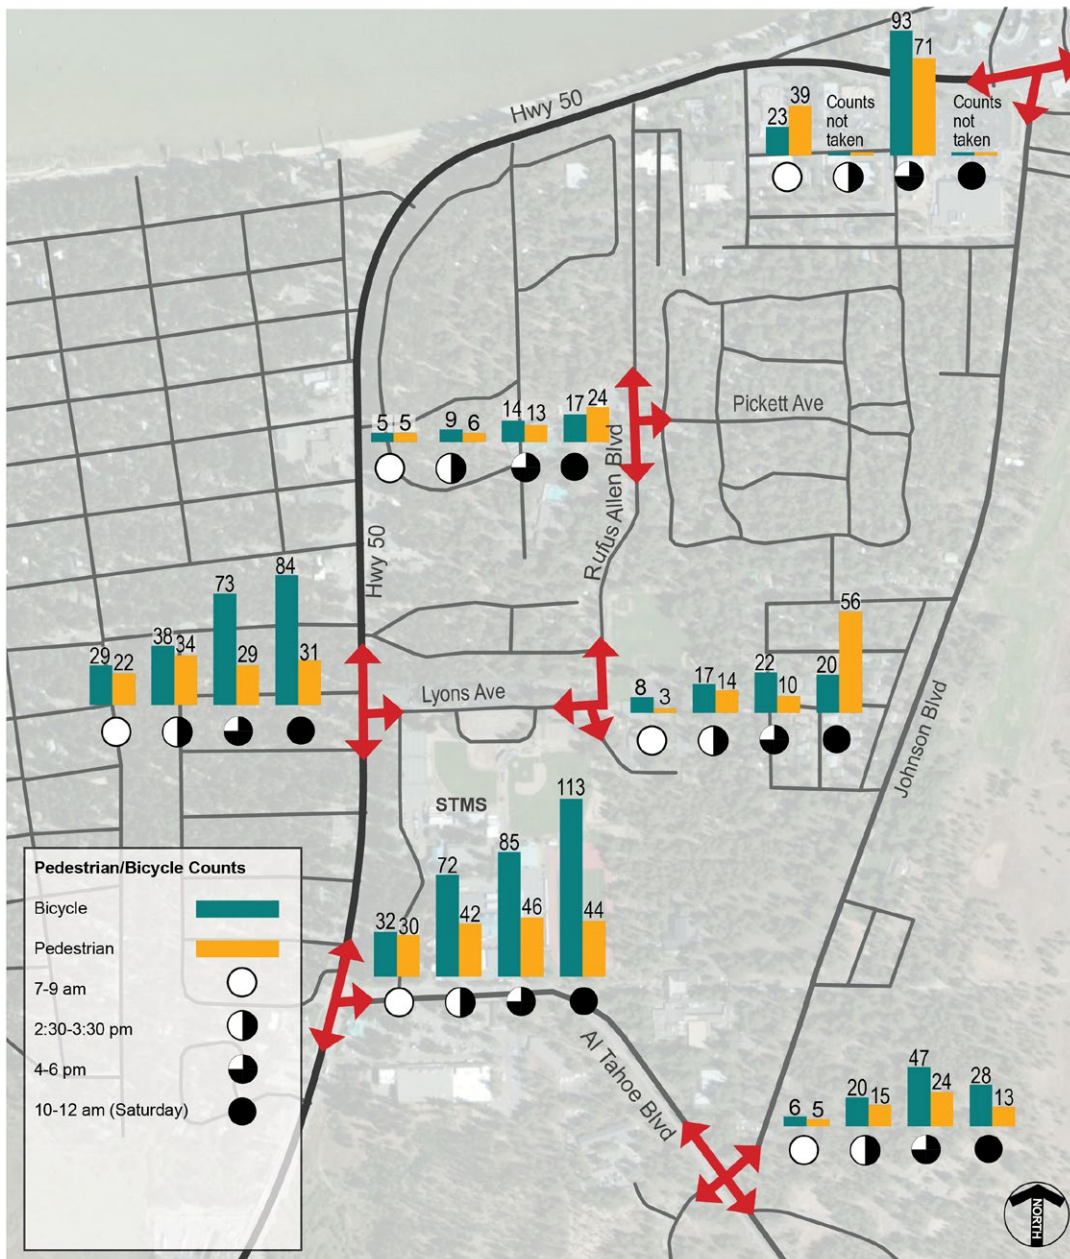 93
71
39
23
Counts
not
taken
Counts
not
taken
Hwy 50
Pickett Ave
5 5
9 6
14 13
17 24
Rufus Allen Blvd
Hwy 50
29 22
38 34
73 29
84 31
Lyons Ave
8 3
17 14
22 10
20 56
Johnson Blvd
STMS
32 30
72 42
85 46
113 44
Pedestrian/Bicycle Counts
Bicycle
Pedestrian
7-9 am
2:30-3:30 pm
4-6 pm
10-12 am (Saturday)
Al Tahoe Blvd
6 5
20 15
47 24
28 13
NORTH